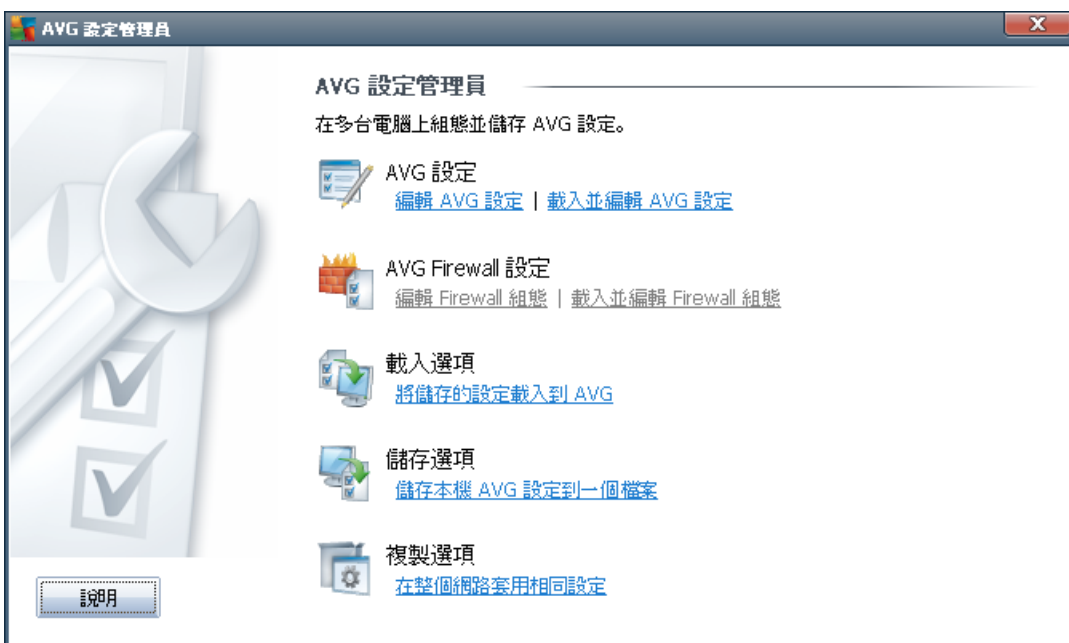 AVG 設定管理員
AVG 設定管理員
在多台電腦上組態並儲存 AVG 設定。
AVG 設定
編輯 AVG 設定 | 載入並編輯 AVG 設定
AVG Firewall 設定
編輯 Firewall 組態 | 載入並編輯 Firewall 組態
載入選項
將儲存的設定載入到 AVG
儲存選項
儲存本機 AVG 設定到一個檔案
複製選項
在整個網路套用相同設定
說明